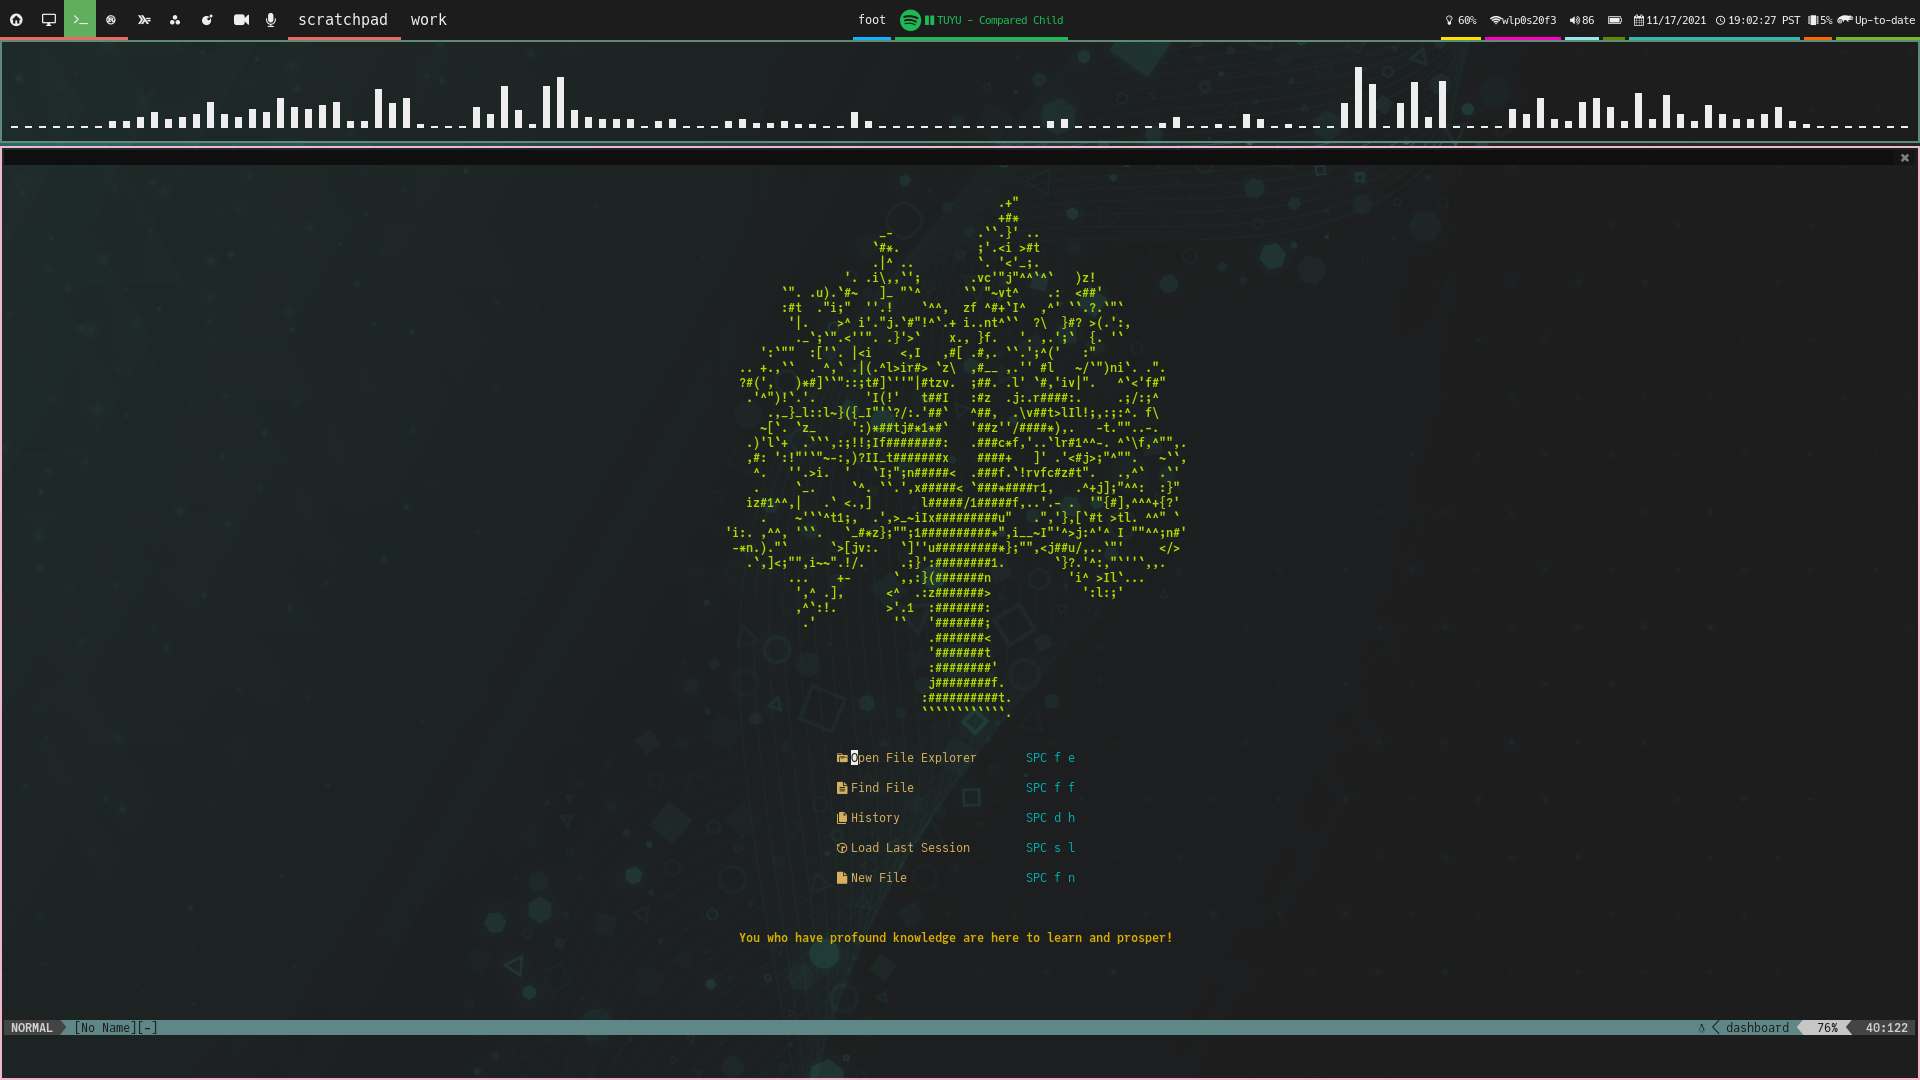 scratchpad work foot TUYU - Compared Child 60% wlp0s20f3 86 11/17/2021 19:02:27 PST 5% Up-to-date
Open File Explorer SPC f e
Find File SPC f f
History SPC d h
Load Last Session SPC s l
New File SPC f n
You who have profound knowledge are here to learn and prosper!
NORMAL [No Name][-] dashboard 76% 40:122